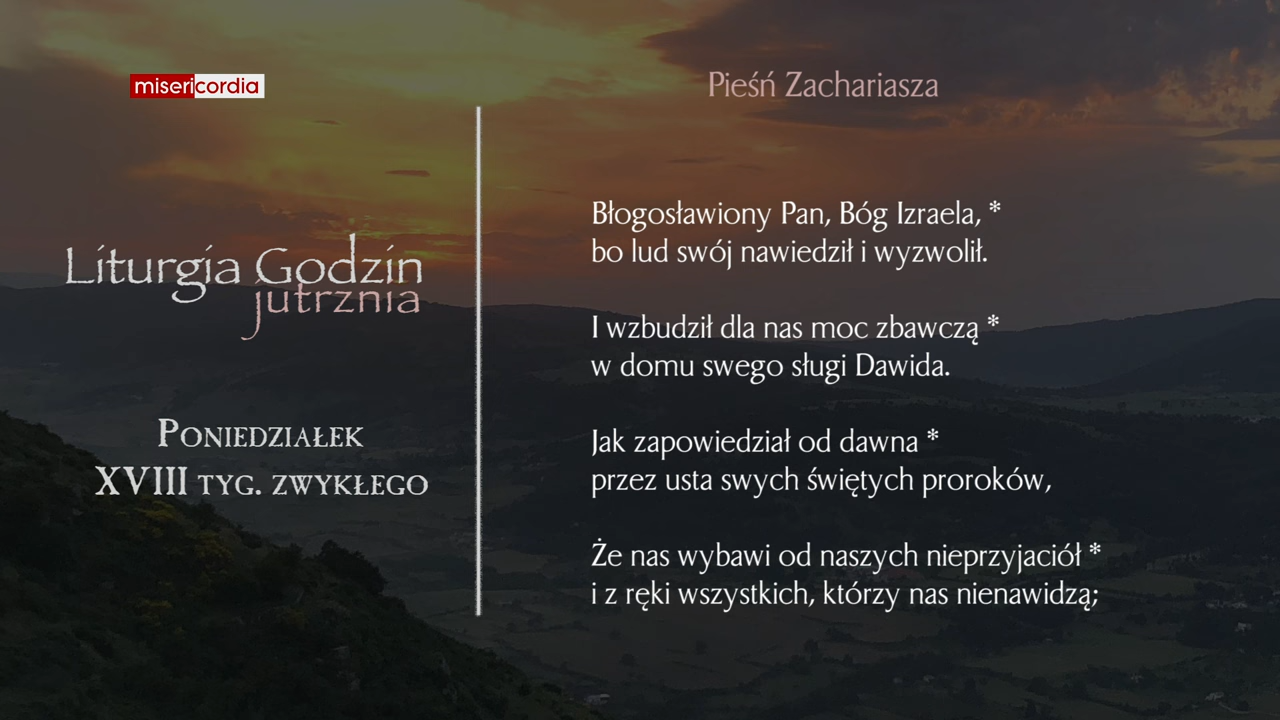 misericordia
Liturgia Godzin
jutrznia
Poniedziałek
XVIII tyg. zwykłego
Pieśń Zachariasza
Błogosławiony Pan, Bóg Izraela, *
bo lud swój nawiedził i wyzwolił.
I wzbudził dla nas moc zbawczą *
w domu swego sługi Dawida.
Jak zapowiedział od dawna *
przez usta swych świętych proroków,
Że nas wybawi od naszych nieprzyjaciół *
i z ręki wszystkich, którzy nas nienawidzą;